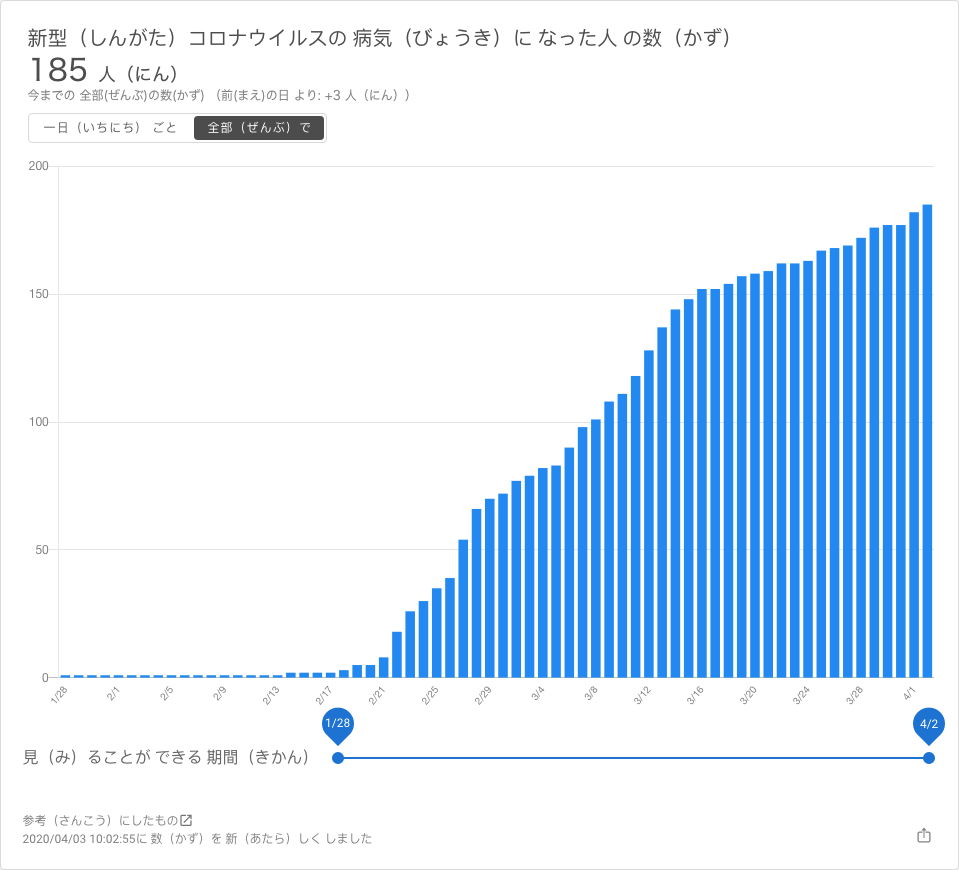 新型（しんがた）コロナウイルスの 病気（びょうき）に なった人 の数（かず）
185 人（にん）
今までの 全部(ぜんぶ)の数(かず) （前(まえ)の日 より: +3 人（にん））
一日（いちにち） ごと 全部（ぜんぶ）で
200
150
100
50
0
1/28 2/1 2/5 2/9 2/13 2/17 2/21 2/25 2/29 3/4 3/8 3/12 3/16 3/20 3/24 3/28 4/1
1/28 4/2
見（み）ることが できる 期間（きかん）
参考（さんこう）にしたもの
2020/04/03 10:02:55に 数（かず）を 新（あたら）しく しました